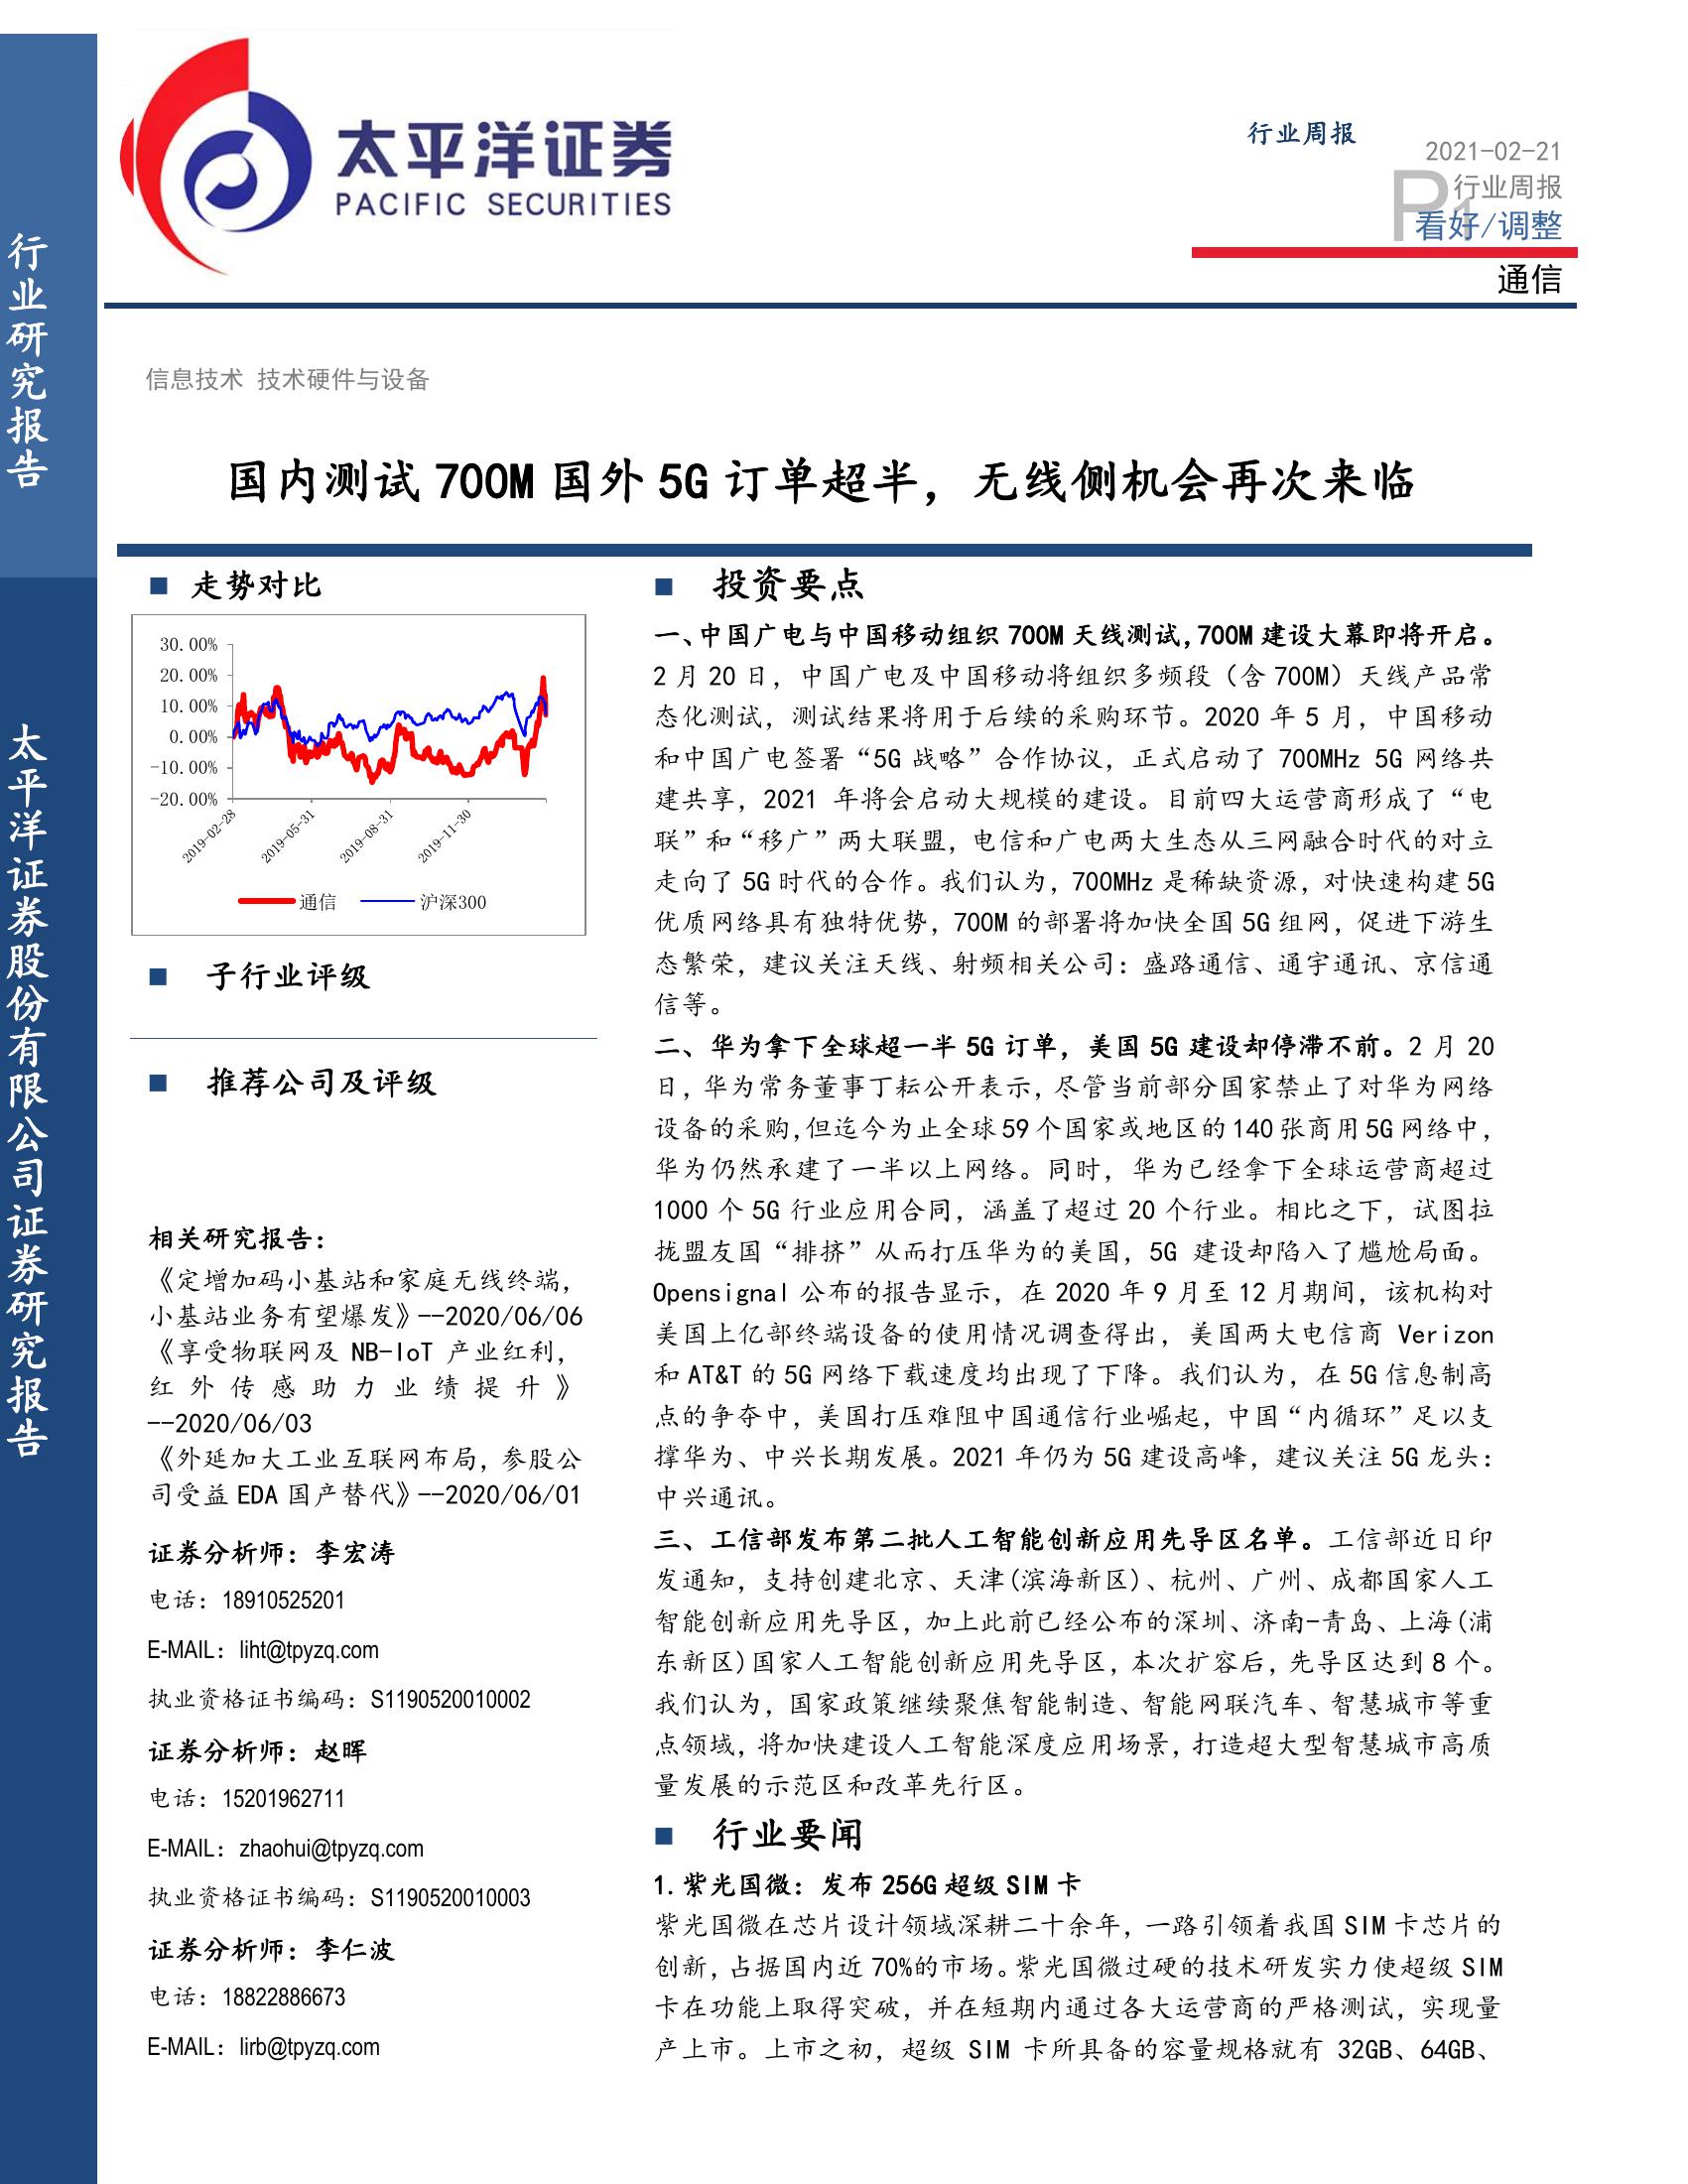 太平洋证券
PACIFIC SECURITIES
行业周报
2021-02-21
P1
行业周报
看好/调整
通信
行业研究报告
太平洋证券股份有限公司证券研究报告
信息技术 技术硬件与设备
国内测试 700M 国外 5G 订单超半，无线侧机会再次来临
走势对比
30.00%
20.00%
10.00%
0.00%
-10.00%
-20.00%
2019-02-28
2019-05-31
2019-08-31
2019-11-30
通信
沪深300
子行业评级
推荐公司及评级
相关研究报告：
《定增加码小基站和家庭无线终端，
小基站业务有望爆发》--2020/06/06
《享受物联网及 NB-IoT 产业红利，
红外传感助力业绩提升》
--2020/06/03
《外延加大工业互联网布局，参股公
司受益 EDA 国产替代》--2020/06/01
证券分析师：李宏涛
电话：18910525201
E-MAIL：liht@tpyzq.com
执业资格证书编码：S1190520010002
证券分析师：赵晖
电话：15201962711
E-MAIL：zhaohui@tpyzq.com
执业资格证书编码：S1190520010003
证券分析师：李仁波
电话：18822886673
E-MAIL：lirb@tpyzq.com
投资要点
一、中国广电与中国移动组织 700M 天线测试，700M 建设大幕即将开启。
2 月 20 日，中国广电及中国移动将组织多频段（含 700M）天线产品常
态化测试，测试结果将用于后续的采购环节。2020 年 5 月，中国移动
和中国广电签署“5G 战略”合作协议，正式启动了 700MHz 5G 网络共
建共享，2021 年将会启动大规模的建设。目前四大运营商形成了“电
联”和“移广”两大联盟，电信和广电两大生态从三网融合时代的对立
走向了 5G 时代的合作。我们认为，700MHz 是稀缺资源，对快速构建 5G
优质网络具有独特优势，700M 的部署将加快全国 5G 组网，促进下游生
态繁荣，建议关注天线、射频相关公司：盛路通信、通宇通讯、京信通
信等。
二、华为拿下全球超一半 5G 订单，美国 5G 建设却停滞不前。2 月 20
日，华为常务董事丁耘公开表示，尽管当前部分国家禁止了对华为网络
设备的采购，但迄今为止全球 59 个国家或地区的 140 张商用 5G 网络中，
华为仍然承建了一半以上网络。同时，华为已经拿下全球运营商超过
1000 个 5G 行业应用合同，涵盖了超过 20 个行业。相比之下，试图拉
拢盟友国“排挤”从而打压华为的美国，5G 建设却陷入了尴尬局面。
Opensignal 公布的报告显示，在 2020 年 9 月至 12 月期间，该机构对
美国上亿部终端设备的使用情况调查得出，美国两大电信商 Verizon
和 AT&T 的 5G 网络下载速度均出现了下降。我们认为，在 5G 信息制高
点的争夺中，美国打压难阻中国通信行业崛起，中国“内循环”足以支
撑华为、中兴长期发展。2021 年仍为 5G 建设高峰，建议关注 5G 龙头：
中兴通讯。
三、工信部发布第二批人工智能创新应用先导区名单。工信部近日印
发通知，支持创建北京、天津(滨海新区)、杭州、广州、成都国家人工
智能创新应用先导区，加上此前已经公布的深圳、济南-青岛、上海(浦
东新区)国家人工智能创新应用先导区，本次扩容后，先导区达到 8 个。
我们认为，国家政策继续聚焦智能制造、智能网联汽车、智慧城市等重
点领域，将加快建设人工智能深度应用场景，打造超大型智慧城市高质
量发展的示范区和改革先行区。
行业要闻
1.紫光国微：发布 256G 超级 SIM 卡
紫光国微在芯片设计领域深耕二十余年，一路引领着我国 SIM 卡芯片的
创新，占据国内近 70%的市场。紫光国微过硬的技术研发实力使超级 SIM
卡在功能上取得突破，并在短期内通过各大运营商的严格测试，实现量
产上市。上市之初，超级 SIM 卡所具备的容量规格就有 32GB、64GB、